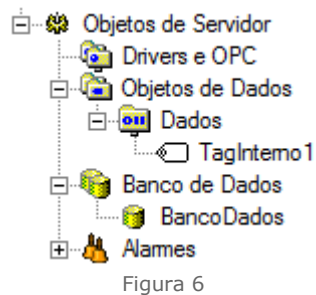 Objetos de Servidor
Drivers e OPC
Objetos de Dados
Dados
TagInterno1
Banco de Dados
BancoDados
Alarmes
Figura 6